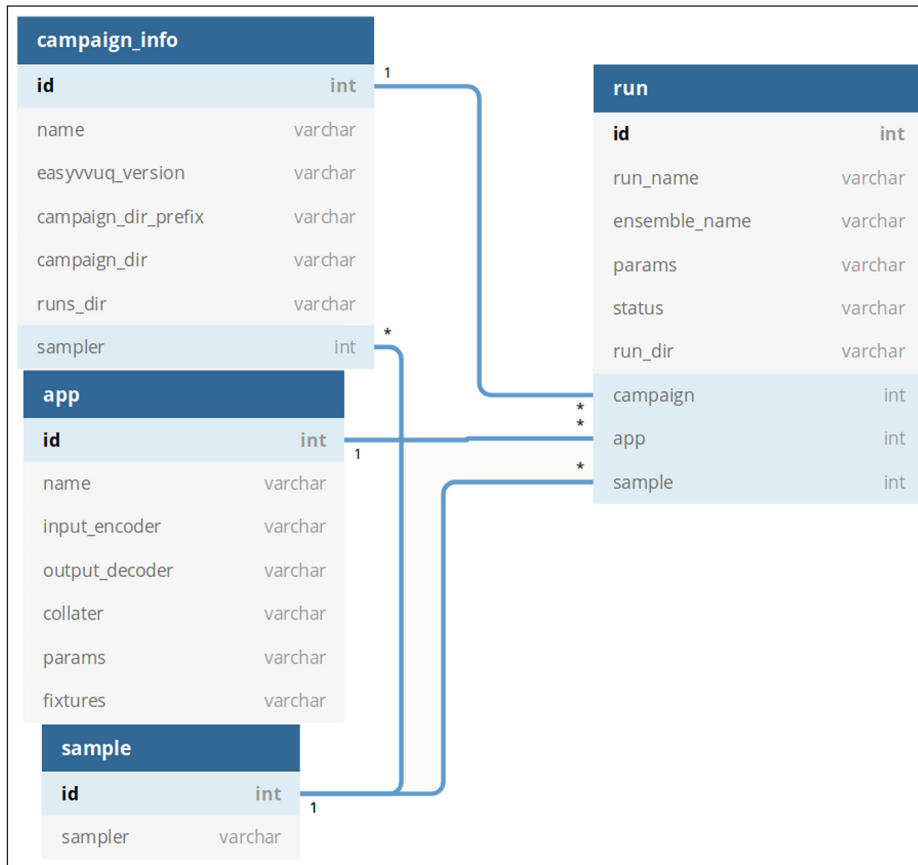 campaign_info
id int
1
name varchar
easyvvuq_version varchar
campaign_dir_prefix varchar
campaign_dir varchar
runs_dir varchar
sampler int
*
app
id int
1
name varchar
input_encoder varchar
output_decoder varchar
collater varchar
params varchar
fixtures varchar
sample
id int
1
sampler varchar
run
id int
run_name varchar
ensemble_name varchar
params varchar
status varchar
run_dir varchar
campaign int
*
*
app int
*
sample int